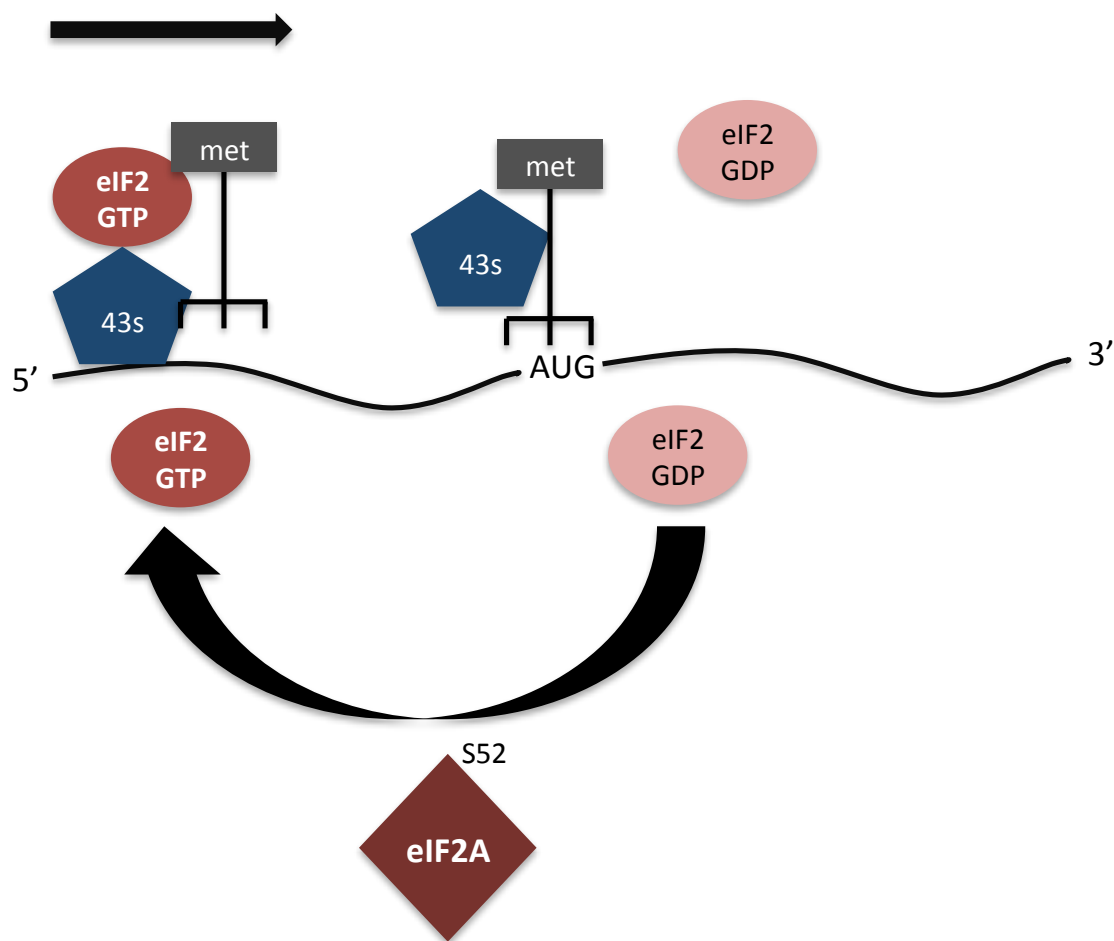 met
eIF2
GTP
43s
eIF2
GDP
met
43s
5’
AUG
3’
eIF2
GTP
eIF2
GDP
S52
eIF2A